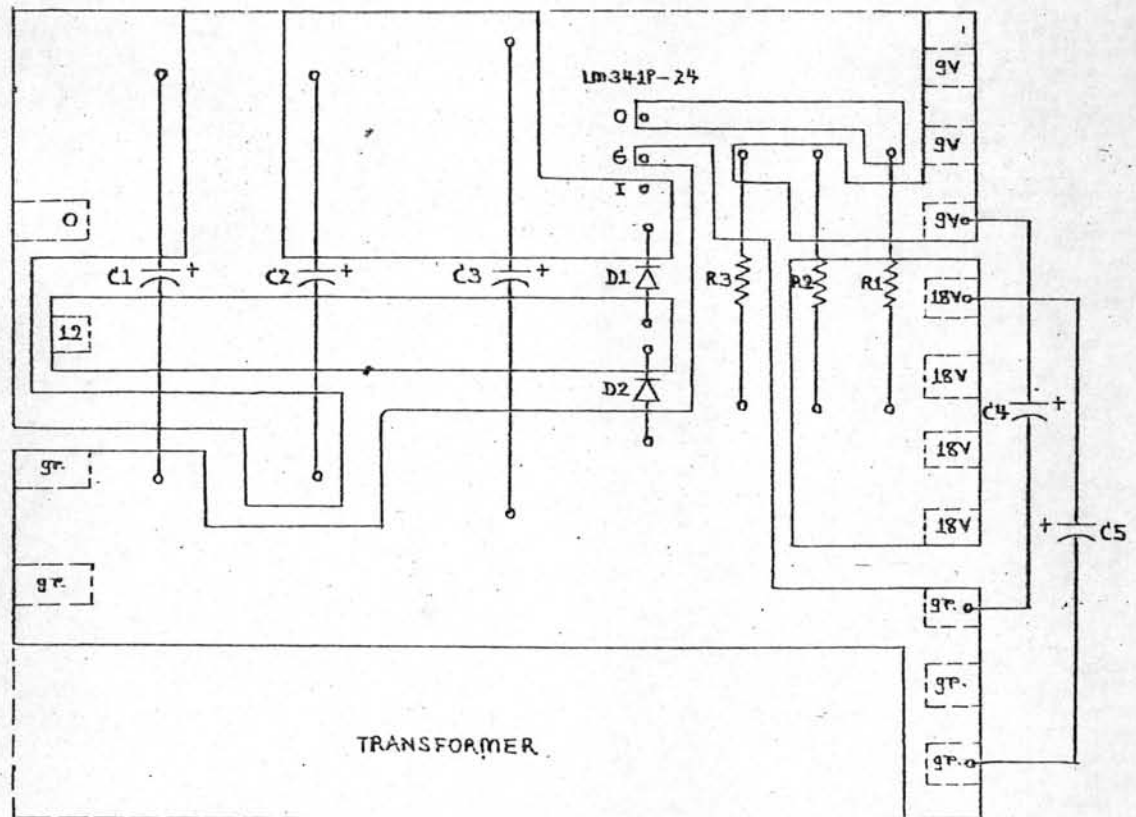 9V
LM341P-24
O
G
9V
I
O
9V
C1 +
C2 +
C3 +
D1
R3
R2
R1
18V
12
D2
18V
C4 +
gr.
18V
18V
+ C5
gr.
gr.
gr.
TRANSFORMER
gr.